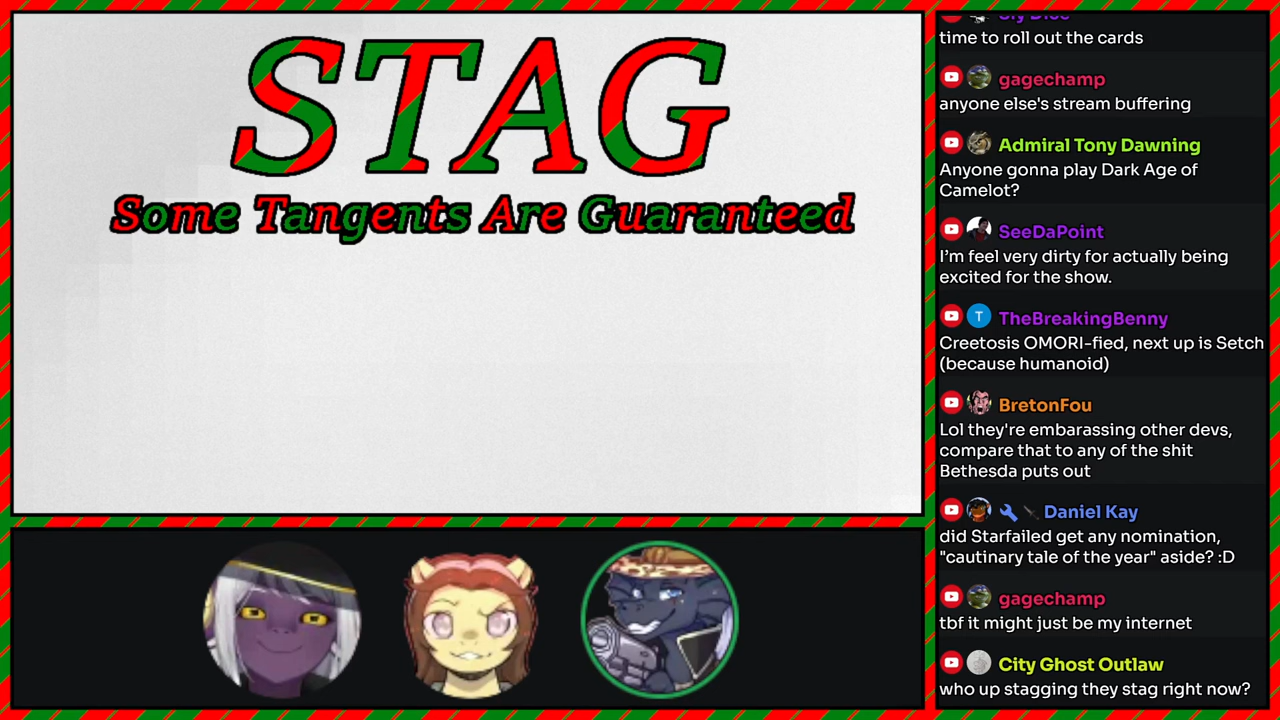 STAG
Some Tangents Are Guaranteed
Sly Dice
time to roll out the cards
gagechamp
anyone else's stream buffering
Admiral Tony Dawning
Anyone gonna play Dark Age of
Camelot?
SeeDaPoint
I'm feel very dirty for actually being
excited for the show.
T TheBreakingBenny
Creetosis OMORI-fied, next up is Setch
(because humanoid)
BretonFou
Lol they're embarassing other devs,
compare that to any of the shit
Bethesda puts out
Daniel Kay
did Starfailed get any nomination,
"cautinary tale of the year" aside? :D
gagechamp
tbf it might just be my internet
City Ghost Outlaw
who up stagging they stag right now?